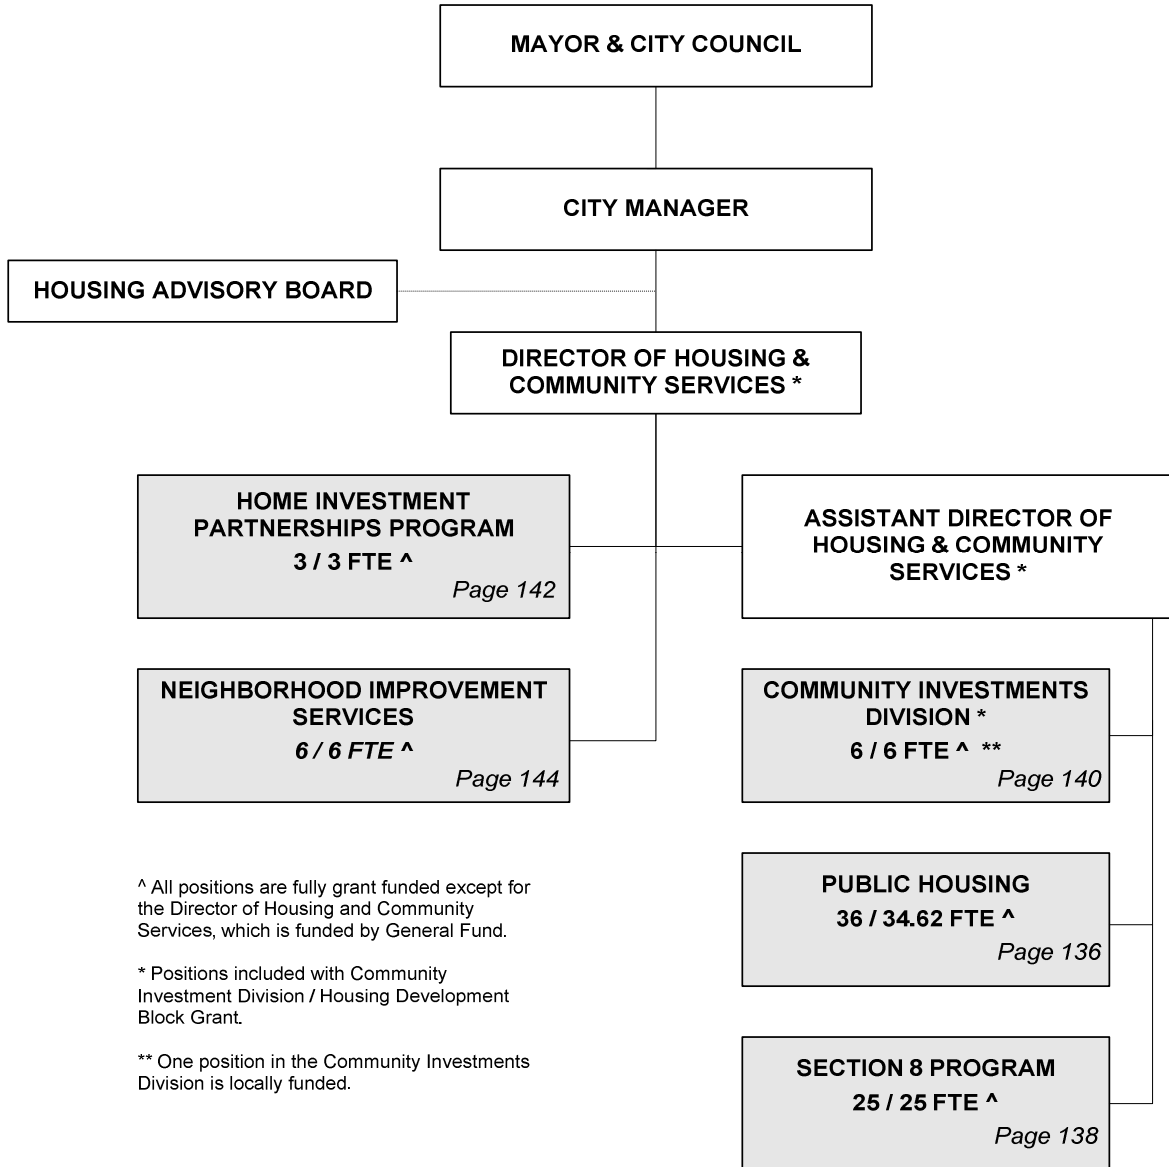 MAYOR & CITY COUNCIL
CITY MANAGER
HOUSING ADVISORY BOARD
DIRECTOR OF HOUSING &
COMMUNITY SERVICES *
HOME INVESTMENT
PARTNERSHIPS PROGRAM
3 / 3 FTE ^
Page 142
ASSISTANT DIRECTOR OF
HOUSING & COMMUNITY
SERVICES *
NEIGHBORHOOD IMPROVEMENT
SERVICES
6 / 6 FTE ^
Page 144
COMMUNITY INVESTMENTS
DIVISION *
6 / 6 FTE ^ **
Page 140
PUBLIC HOUSING
36 / 34.62 FTE ^
Page 136
SECTION 8 PROGRAM
25 / 25 FTE ^
Page 138
^ All positions are fully grant funded except for
the Director of Housing and Community
Services, which is funded by General Fund.
* Positions included with Community
Investment Division / Housing Development
Block Grant.
** One position in the Community Investments
Division is locally funded.